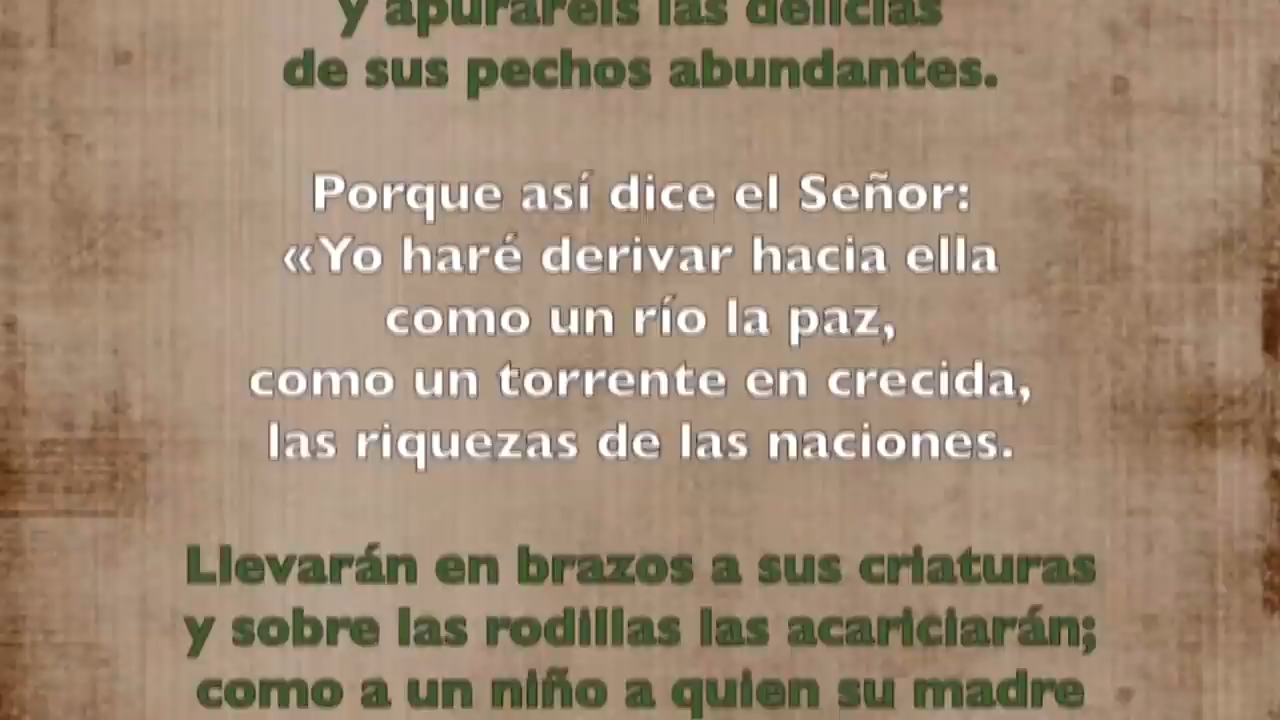 y apuraréis las delicias
de sus pechos abundantes.
Porque así dice el Señor:
«Yo haré derivar hacia ella
como un río la paz,
como un torrente en crecida,
las riquezas de las naciones.
Llevarán en brazos a sus criaturas
y sobre las rodillas las acariciarán;
como a un niño a quien su madre